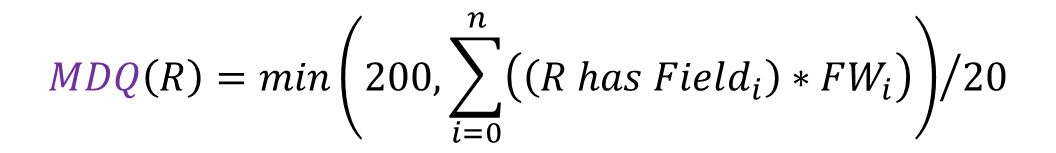 MDQ(R) = min(200, ∑_{i=0}^{n}((R has Field_i) * FW_i))/20